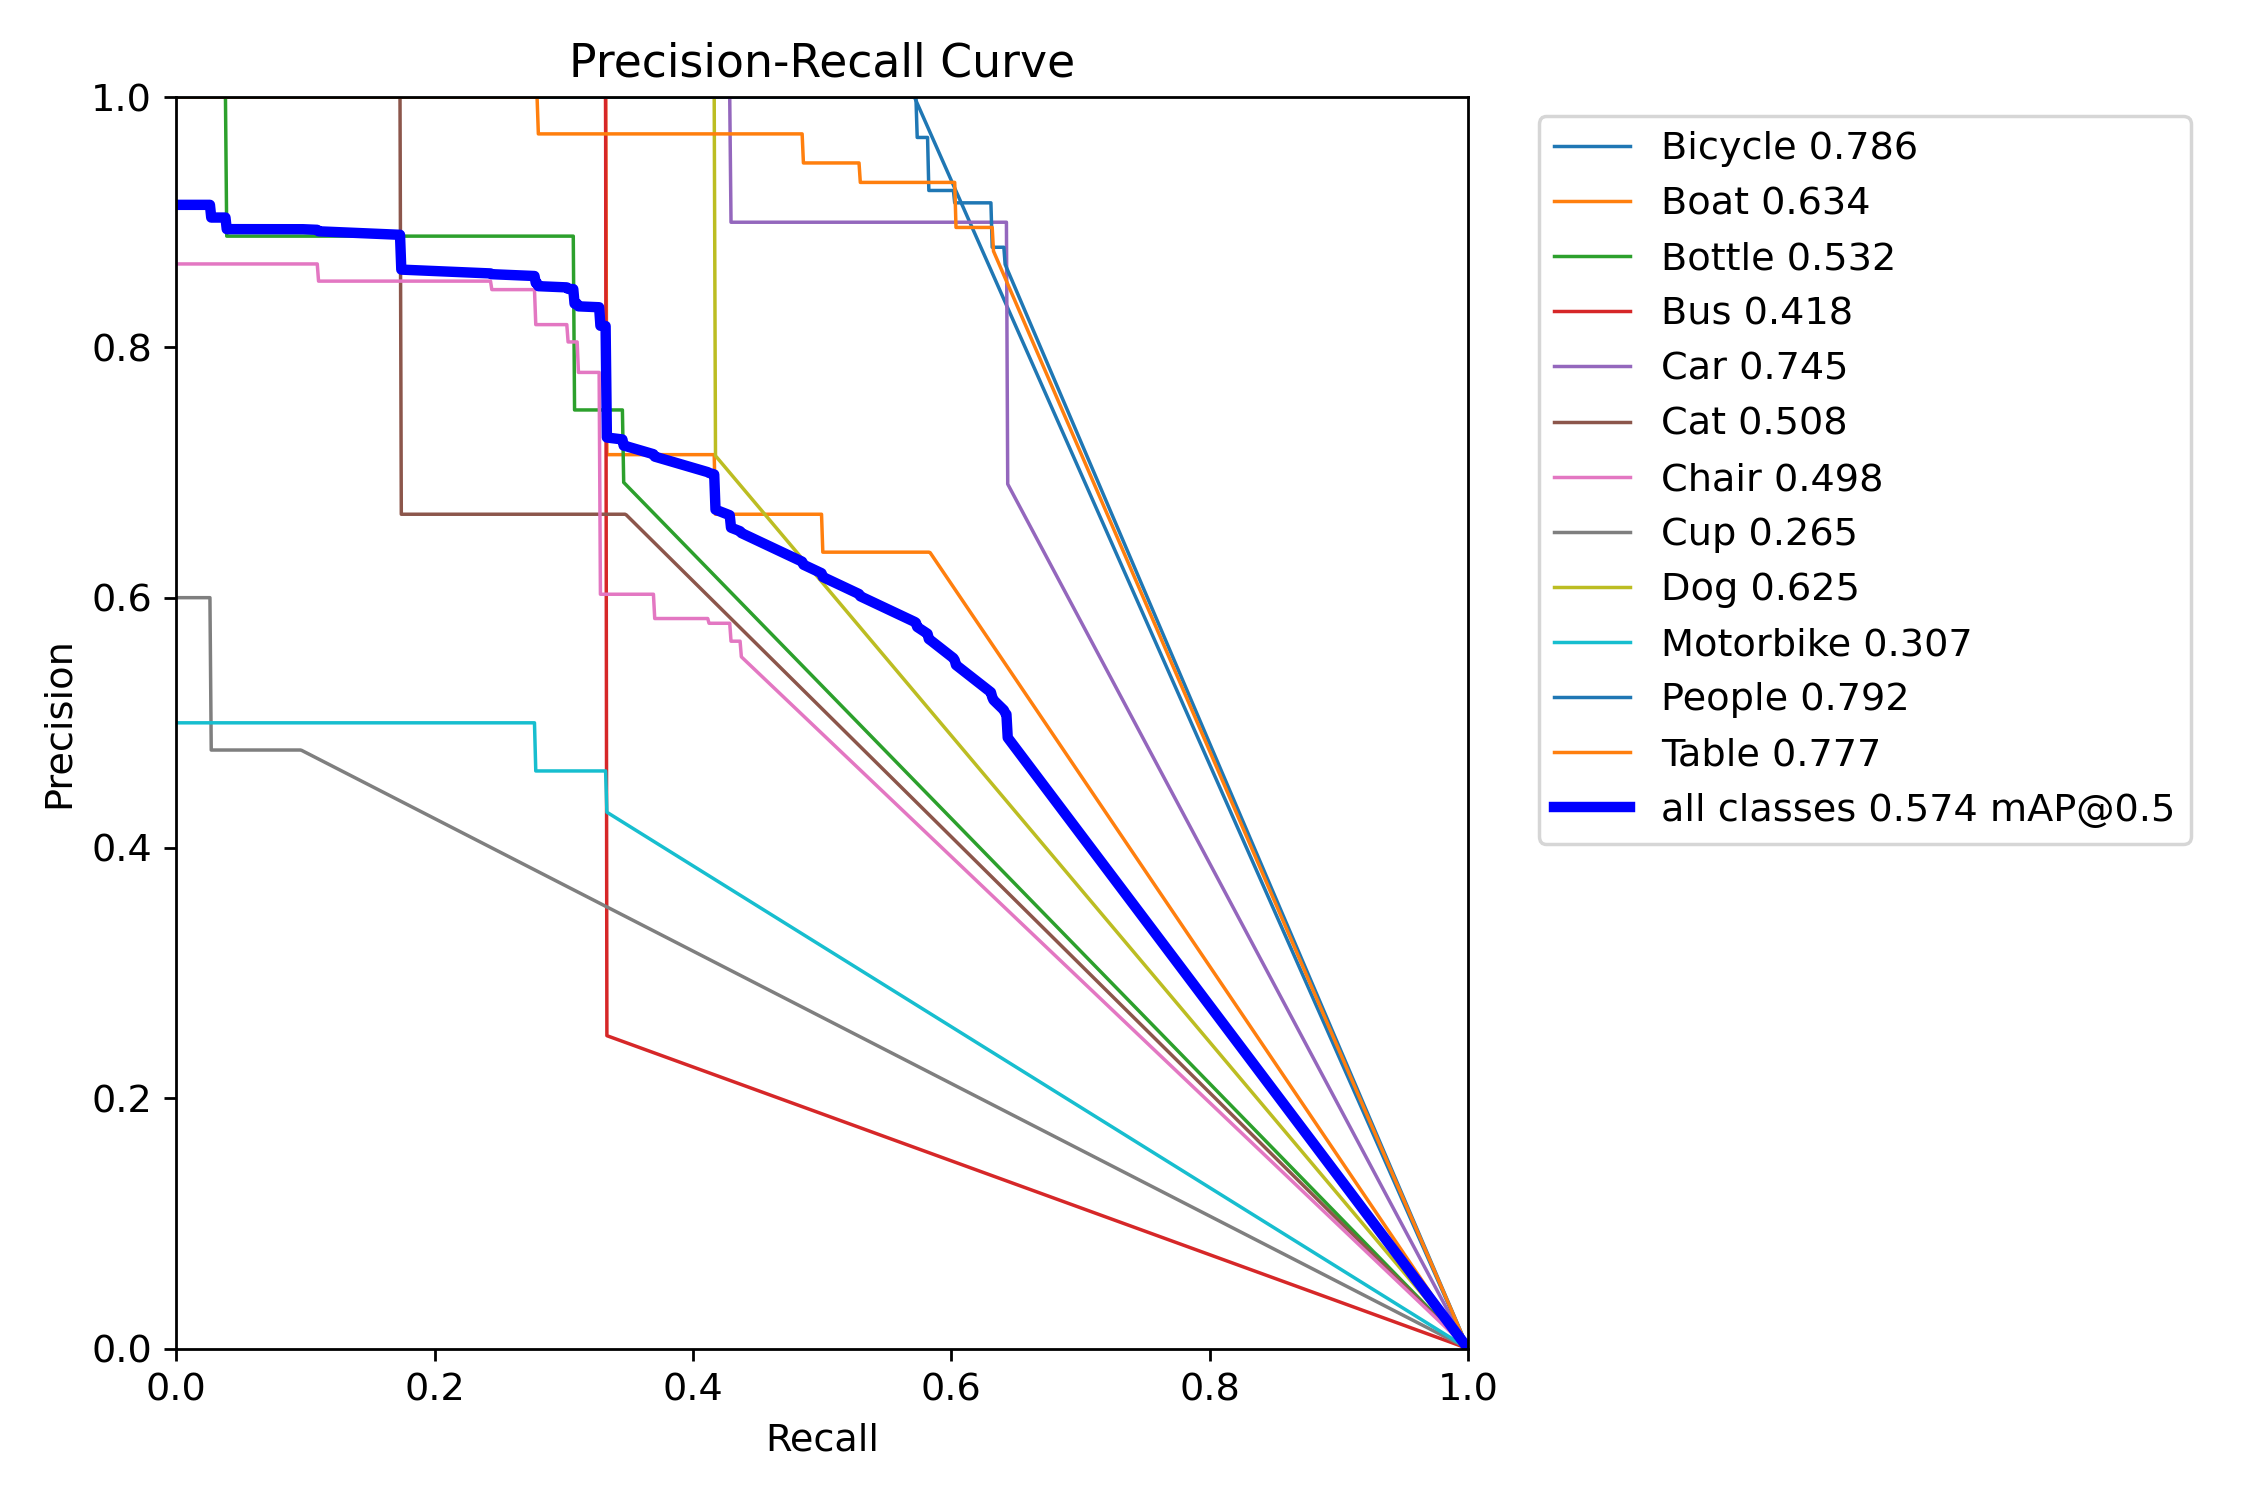 Precision-Recall Curve
1.0
0.8
0.6
0.4
0.2
0.0
Precision
0.0 0.2 0.4 0.6 0.8 1.0
Recall
Bicycle 0.786
Boat 0.634
Bottle 0.532
Bus 0.418
Car 0.745
Cat 0.508
Chair 0.498
Cup 0.265
Dog 0.625
Motorbike 0.307
People 0.792
Table 0.777
all classes 0.574 mAP@0.5